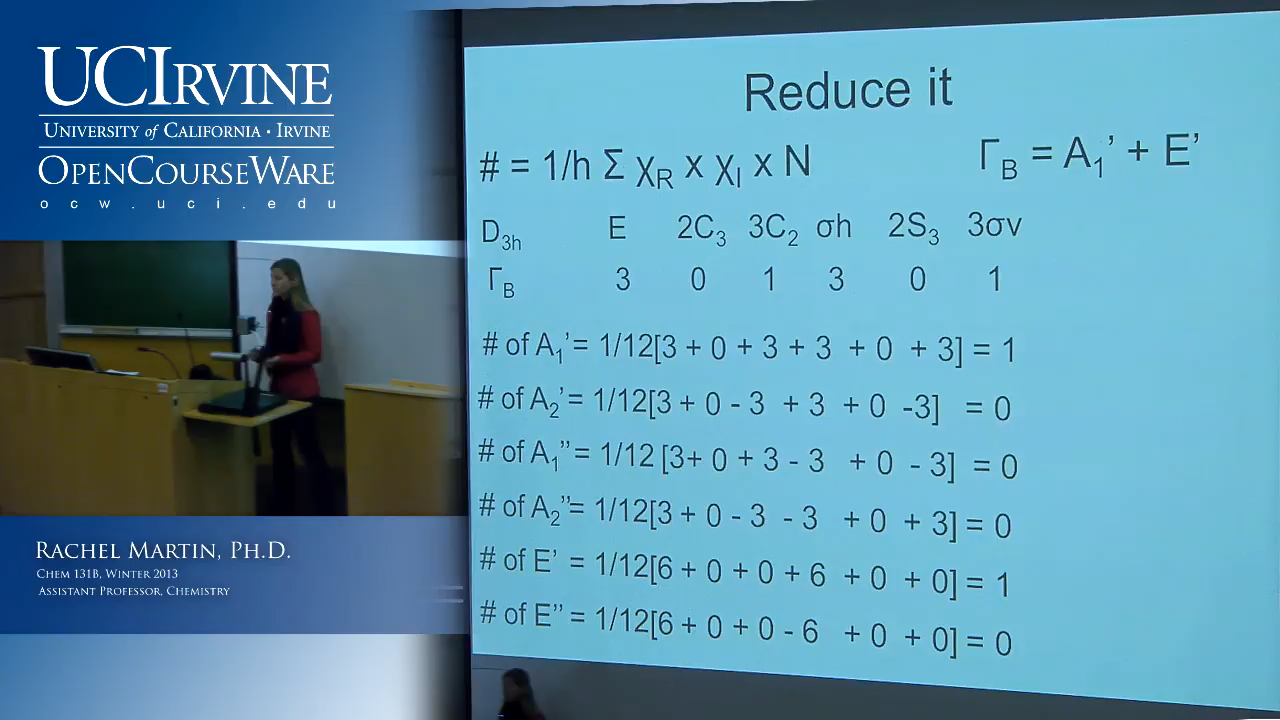 UCIRVINE
UNIVERSITY of CALIFORNIA · IRVINE
OPENCOURSEWARE
ocw.uci.edu
RACHEL MARTIN, PH.D.
CHEM 131B, WINTER 2013
ASSISTANT PROFESSOR, CHEMISTRY
Reduce it
# = 1/h Σ χR x χI x N
ΓB = A1’ + E’
D3h E 2C3 3C2 σh 2S3 3σv
ΓB 3 0 1 3 0 1
# of A1’= 1/12[3 + 0 + 3 + 3 + 0 + 3] = 1
# of A2’= 1/12[3 + 0 - 3 + 3 + 0 -3] = 0
# of A1”= 1/12 [3+ 0 + 3 - 3 + 0 - 3] = 0
# of A2”= 1/12[3 + 0 - 3 - 3 + 0 + 3] = 0
# of E’ = 1/12[6 + 0 + 0 + 6 + 0 + 0] = 1
# of E” = 1/12[6 + 0 + 0 - 6 + 0 + 0] = 0